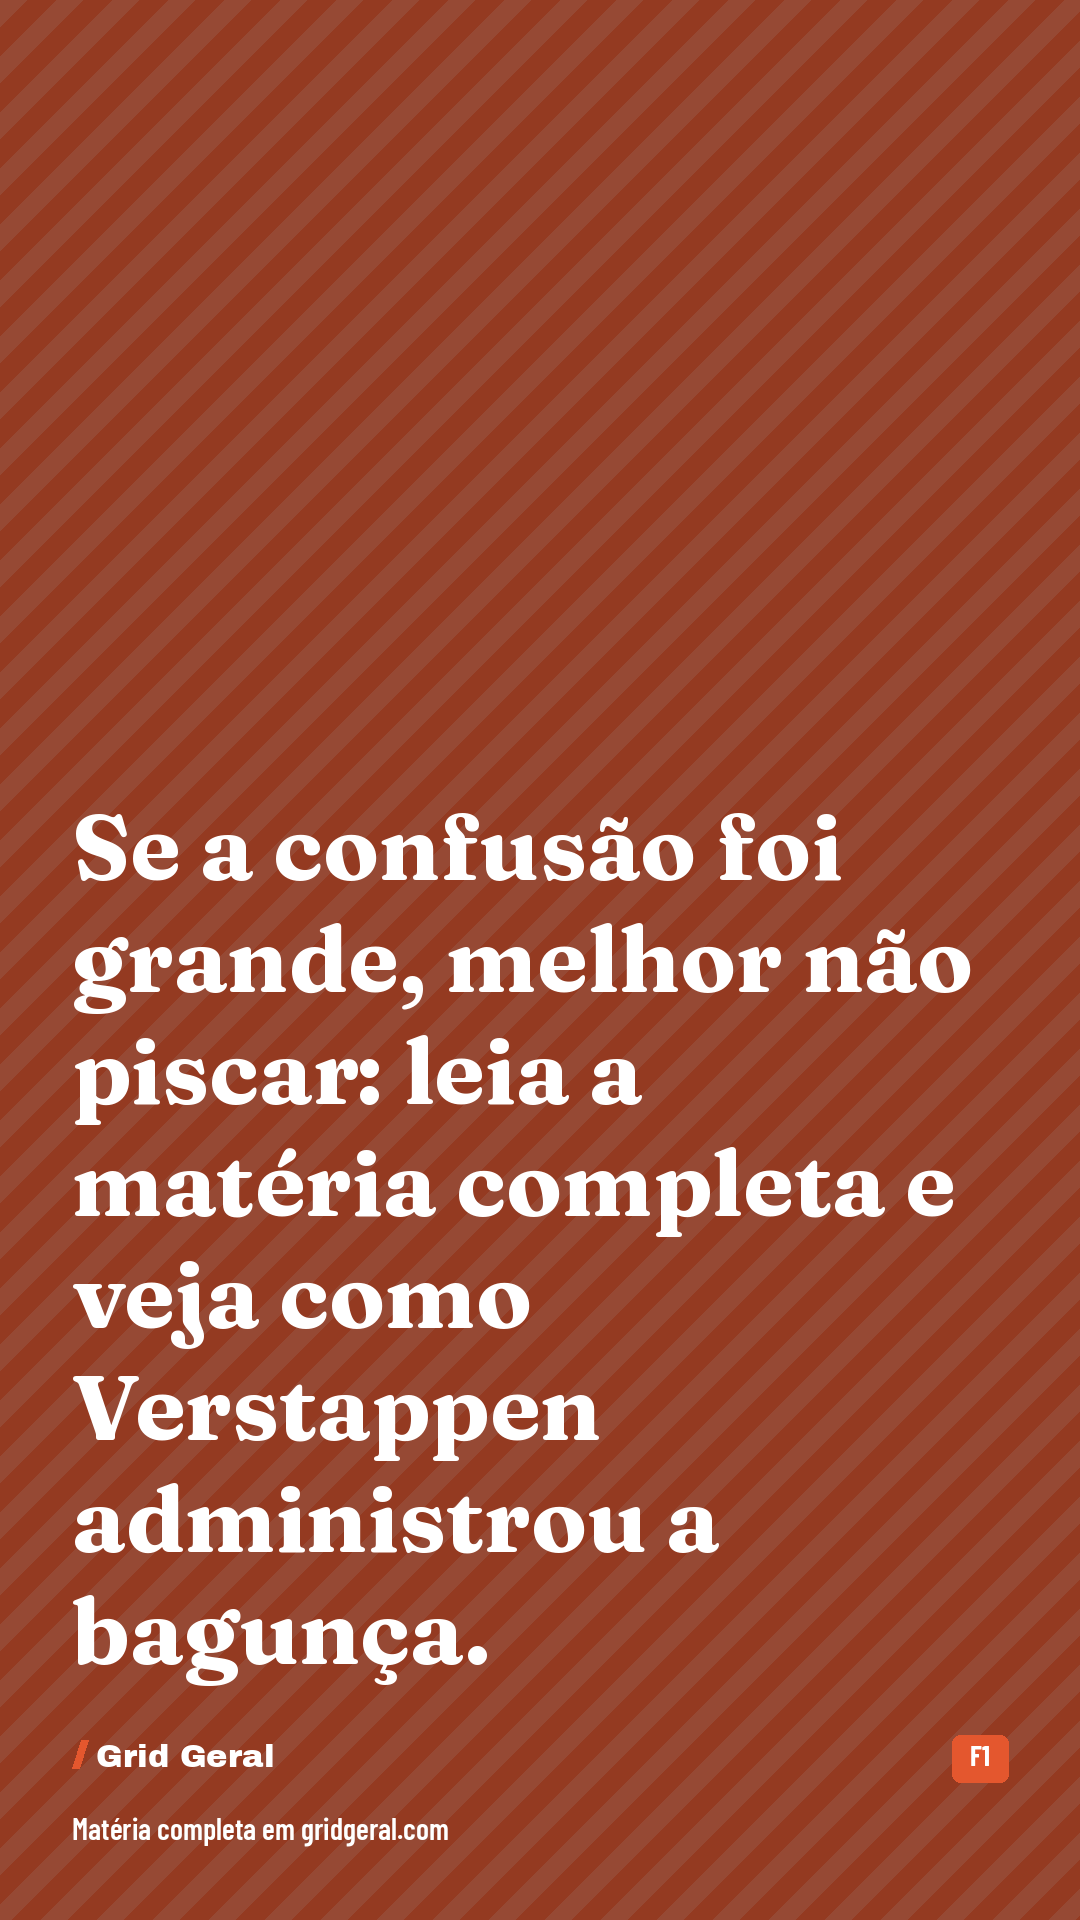 Se a confusão foi
grande, melhor não
piscar: leia a
matéria completa e
veja como
Verstappen
administrou a
bagunça.
/ Grid Geral
F1
Matéria completa em gridgeral.com